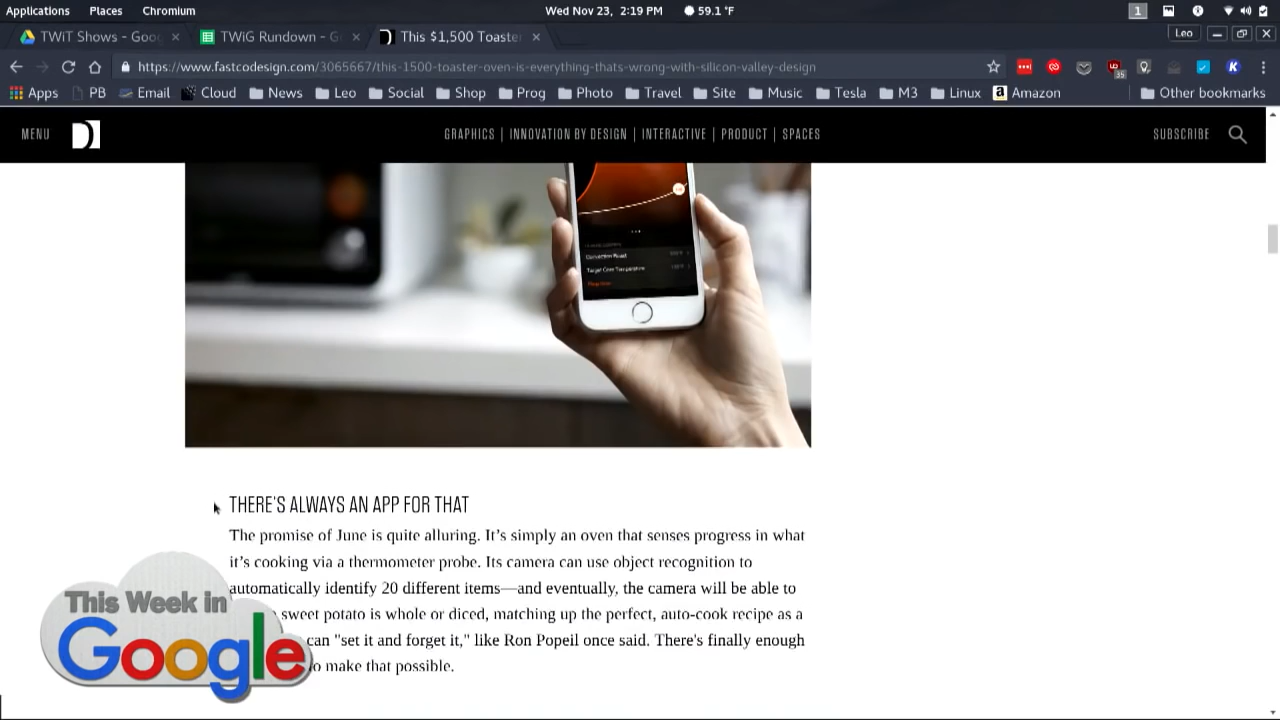 Applications Places Chromium Wed Nov 23, 2:19 PM 59.1 °F 1
TWiT Shows - Goo TWiG Rundown - G This $1,500 Toaste Leo
https://www.fastcodesign.com/3065667/this-1500-toaster-oven-is-everything-thats-wrong-with-silicon-valley-design 35 K
Apps PB Email Cloud News Leo Social Shop Prog Photo Travel Site Music Tesla M3 Linux a Amazon Other bookmarks
MENU D GRAPHICS | INNOVATION BY DESIGN | INTERACTIVE | PRODUCT | SPACES SUBSCRIBE
Convection Roast
Target Core Temperature
THERE'S ALWAYS AN APP FOR THAT
The promise of June is quite alluring. It’s simply an oven that senses progress in what
it’s cooking via a thermometer probe. Its camera can use object recognition to
automatically identify 20 different items—and eventually, the camera will be able to
sweet potato is whole or diced, matching up the perfect, auto-cook recipe as a
can "set it and forget it," like Ron Popeil once said. There's finally enough
o make that possible.
This Week in
Google